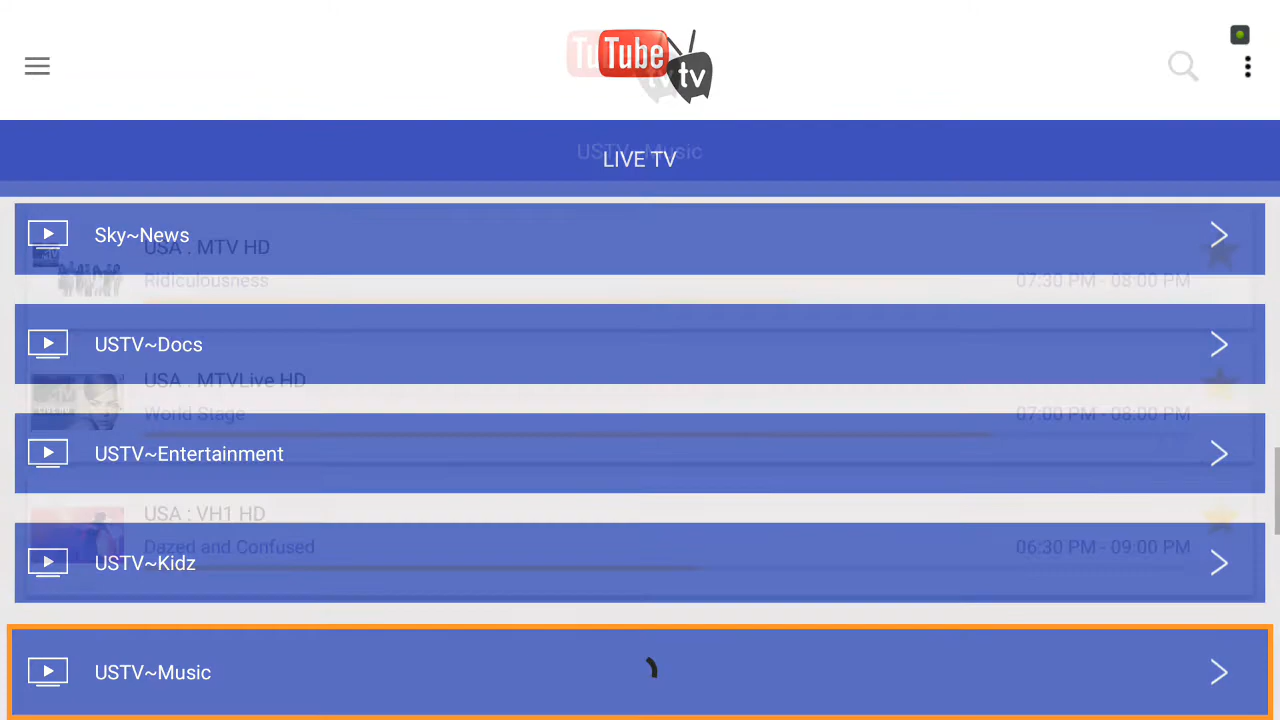 TuTube
tv
USTV~Music
LIVE TV
Sky~News
USA . MTV HD
Ridiculousness
07:30 PM - 08:00 PM
USTV~Docs
USA . MTVLive HD
World Stage
07:00 PM - 08:00 PM
USTV~Entertainment
USA : VH1 HD
Dazed and Confused
06:30 PM - 09:00 PM
USTV~Kidz
USTV~Music